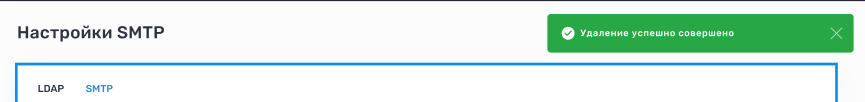 Настройки SMTP
Удаление успешно совершено
LDAP SMTP